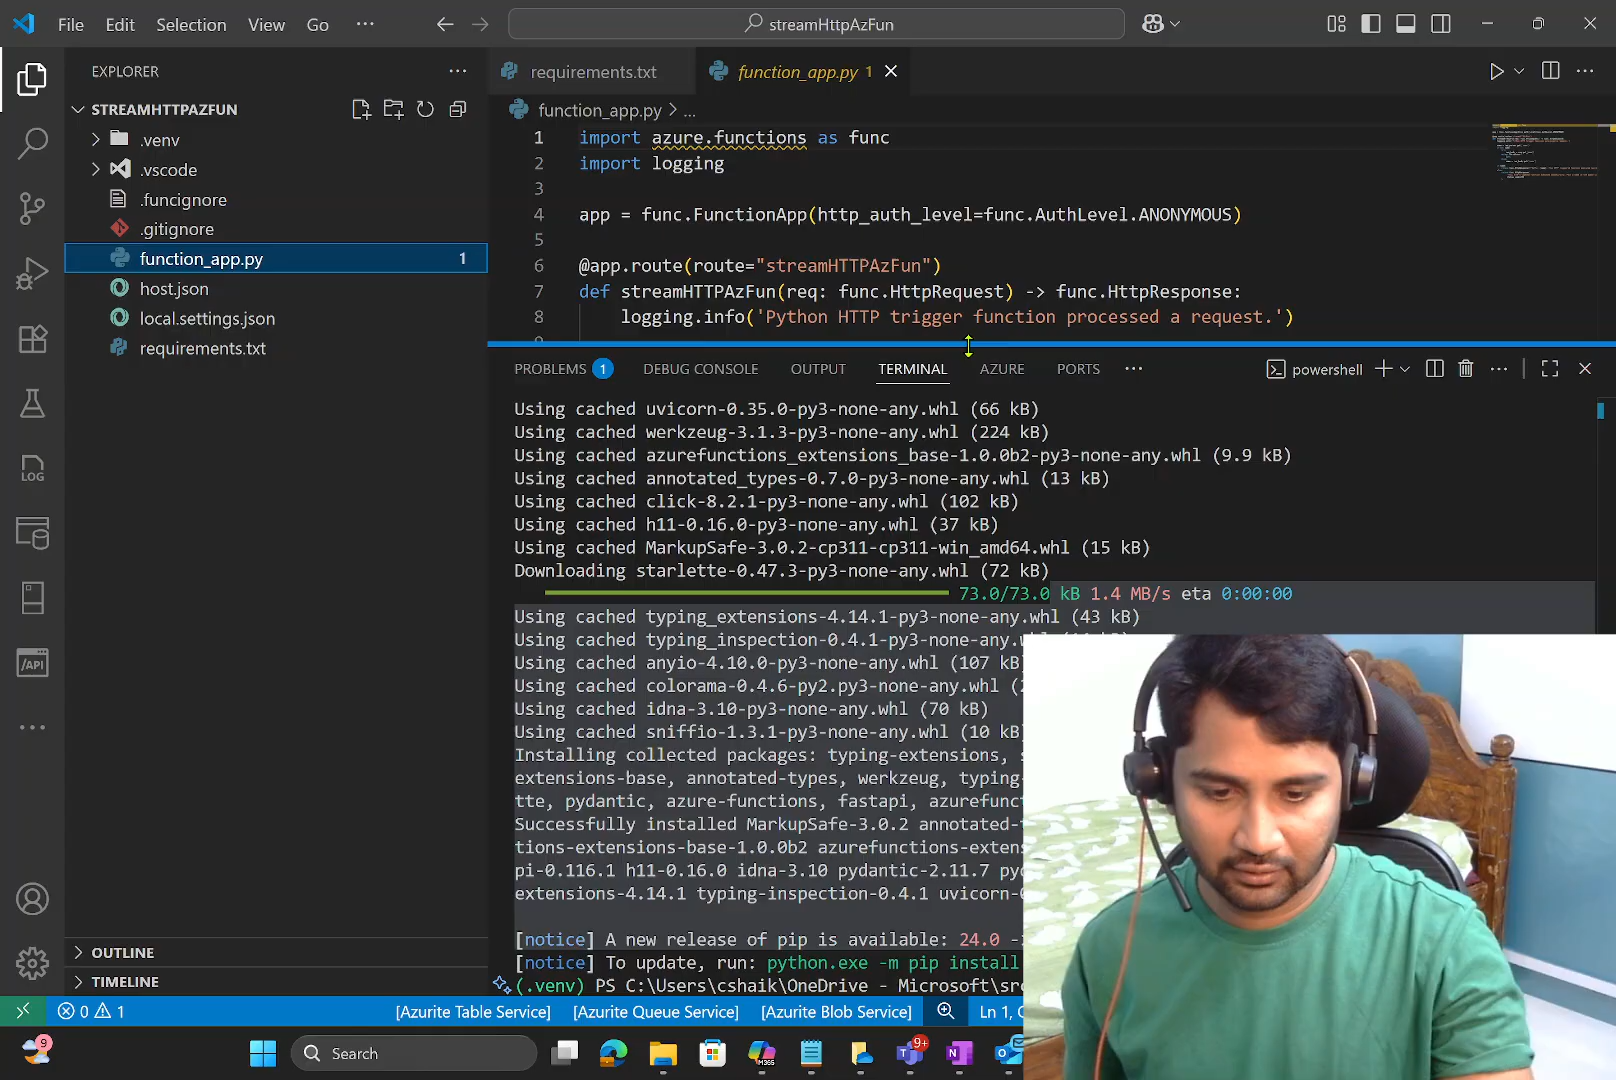 File Edit Selection View Go ...
streamHttpAzFun
EXPLORER
STREAMHTTPAZFUN
.venv
.vscode
.funcignore
.gitignore
function_app.py 1
host.json
local.settings.json
requirements.txt
OUTLINE
TIMELINE
LOG
/API
requirements.txt
function_app.py 1
function_app.py > ...
1 import azure.functions as func
2 import logging
3
4 app = func.FunctionApp(http_auth_level=func.AuthLevel.ANONYMOUS)
5
6 @app.route(route="streamHTTPAzFun")
7 def streamHTTPAzFun(req: func.HttpRequest) -> func.HttpResponse:
8 logging.info('Python HTTP trigger function processed a request.')
PROBLEMS 1 DEBUG CONSOLE OUTPUT TERMINAL AZURE PORTS ...
powershell
Using cached uvicorn-0.35.0-py3-none-any.whl (66 kB)
Using cached werkzeug-3.1.3-py3-none-any.whl (224 kB)
Using cached azurefunctions_extensions_base-1.0.0b2-py3-none-any.whl (9.9 kB)
Using cached annotated_types-0.7.0-py3-none-any.whl (13 kB)
Using cached click-8.2.1-py3-none-any.whl (102 kB)
Using cached h11-0.16.0-py3-none-any.whl (37 kB)
Using cached MarkupSafe-3.0.2-cp311-cp311-win_amd64.whl (15 kB)
Downloading starlette-0.47.3-py3-none-any.whl (72 kB)
73.0/73.0 kB 1.4 MB/s eta 0:00:00
Using cached typing_extensions-4.14.1-py3-none-any.whl (43 kB)
Using cached typing_inspection-0.4.1-py3-none-any.
Using cached anyio-4.10.0-py3-none-any.whl (107 kB)
Using cached colorama-0.4.6-py2.py3-none-any.whl (
Using cached idna-3.10-py3-none-any.whl (70 kB)
Using cached sniffio-1.3.1-py3-none-any.whl (10 kB)
Installing collected packages: typing-extensions,
extensions-base, annotated-types, werkzeug, typing-
tte, pydantic, azure-functions, fastapi, azurefunct
Successfully installed MarkupSafe-3.0.2 annotated-t
tions-extensions-base-1.0.0b2 azurefunctions-exten
pi-0.116.1 h11-0.16.0 idna-3.10 pydantic-2.11.7
extensions-4.14.1 typing-inspection-0.4.1 uvicorn-
[notice] A new release of pip is available: 24.0 -
[notice] To update, run: python.exe -m pip install
(.venv) PS C:\Users\cshaik\OneDrive - Microsoft\src
0 1 [Azurite Table Service] [Azurite Queue Service] [Azurite Blob Service] Ln 1,
9 Search M365 9+